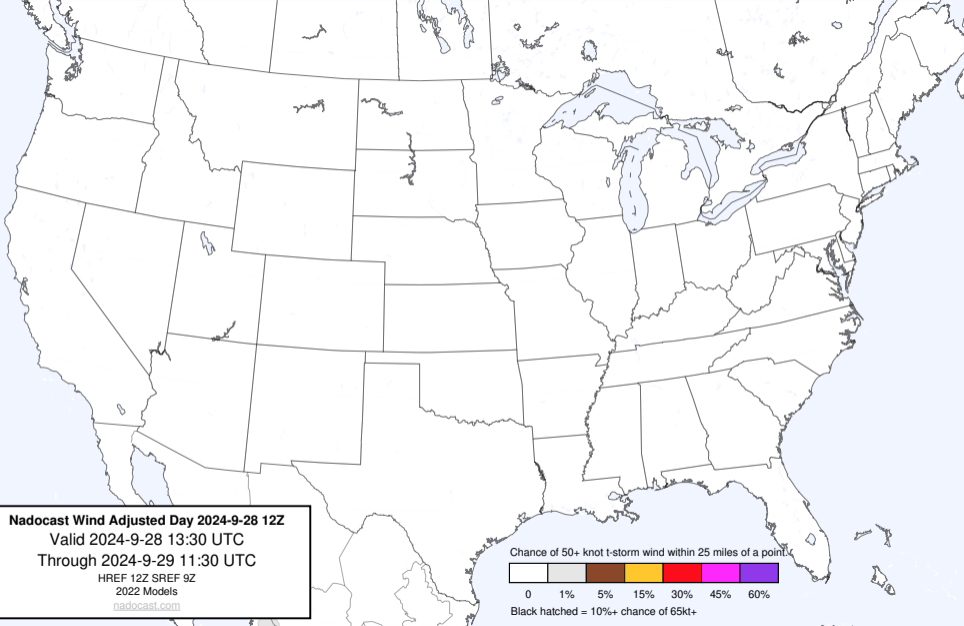 Nadocast Wind Adjusted Day 2024-9-28 12Z
Valid 2024-9-28 13:30 UTC
Through 2024-9-29 11:30 UTC
HREF 12Z SREF 9Z
2022 Models
nadocast.com
Chance of 50+ knot t-storm wind within 25 miles of a point.
0 1% 5% 15% 30% 45% 60%
Black hatched = 10%+ chance of 65kt+